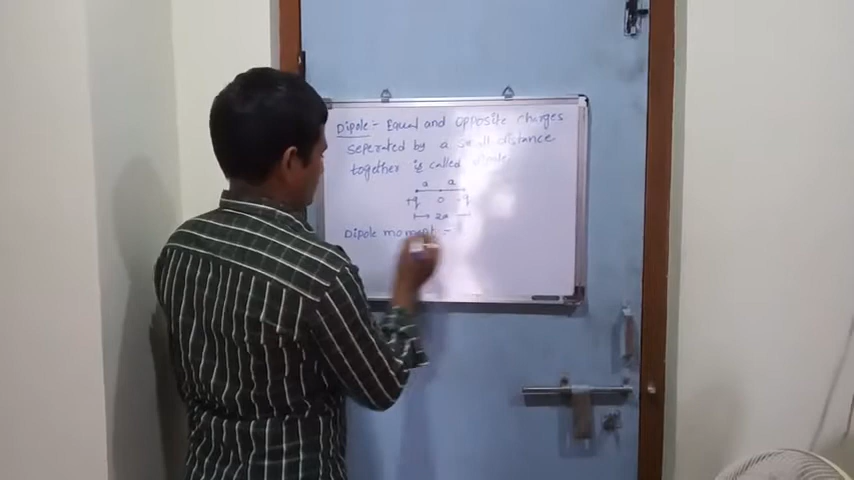 Dipole :- Equal and opposite charges
seperated by a small distance
together is called dipole
a a
+q o -q
2a
Dipole moment :-